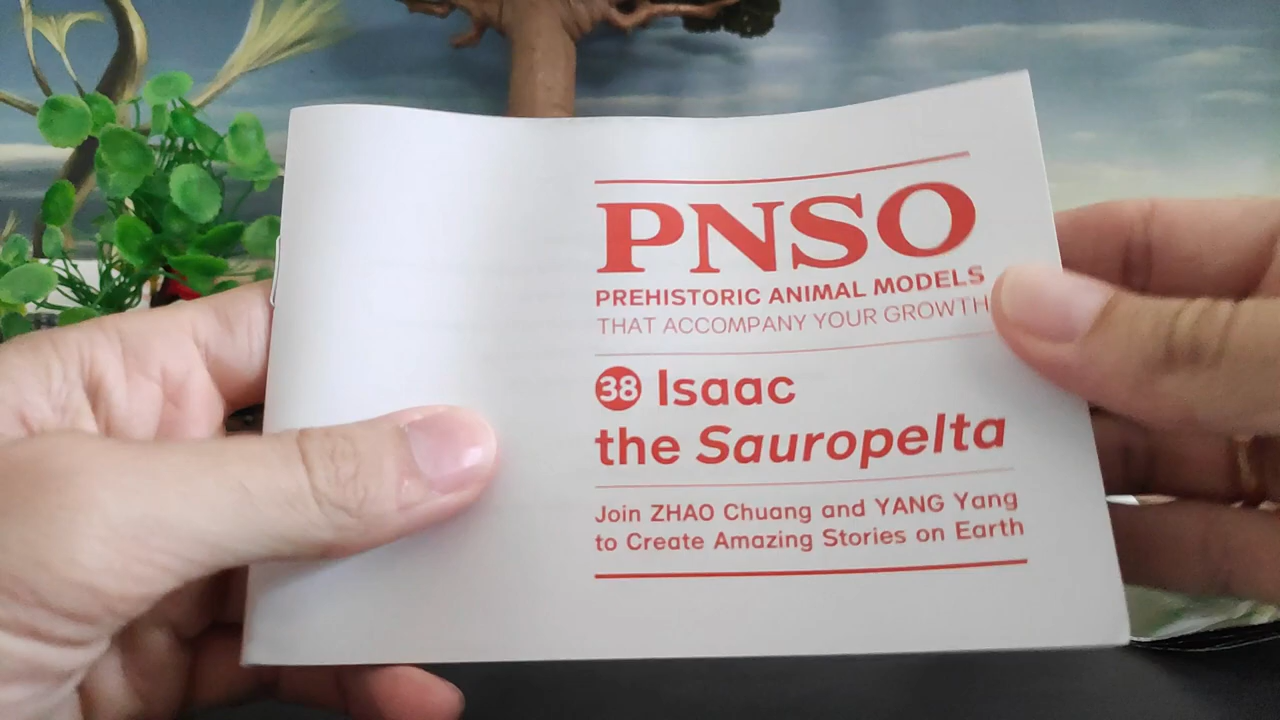 PNSO
PREHISTORIC ANIMAL MODELS
THAT ACCOMPANY YOUR GROWTH
38 Isaac
the Sauropelta
Join ZHAO Chuang and YANG Yang
to Create Amazing Stories on Earth